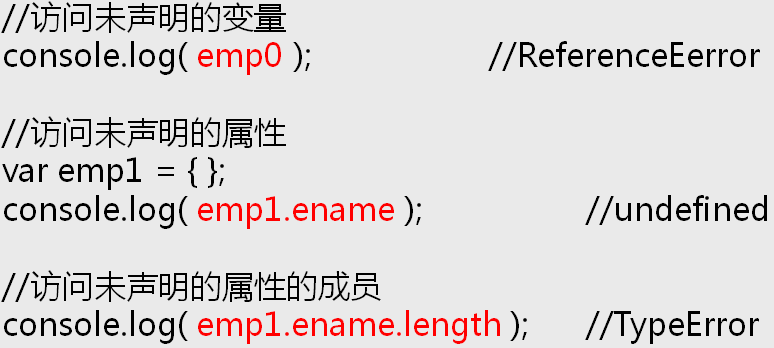 //访问未声明的变量
console.log( emp0 ); //ReferenceEerror
//访问未声明的属性
var emp1 = { };
console.log( emp1.ename ); //undefined
//访问未声明的属性的成员
console.log( emp1.ename.length ); //TypeError